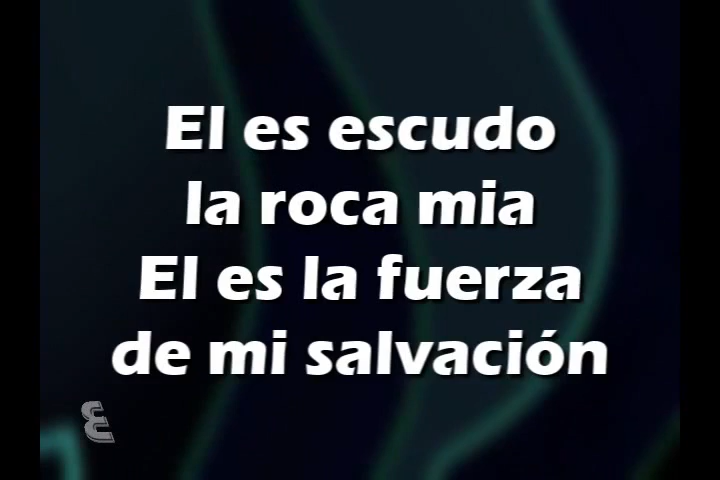 El es escudo
la roca mia
El es la fuerza
de mi salvación